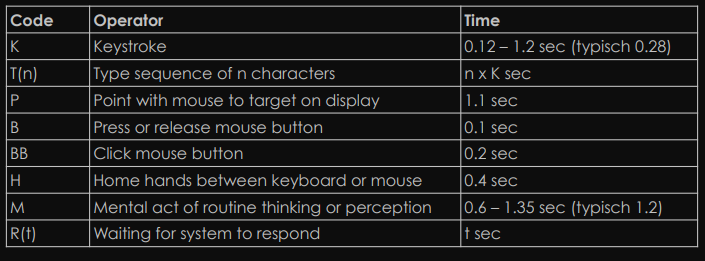 Code Operator Time
K Keystroke 0.12 – 1.2 sec (typisch 0.28)
T(n) Type sequence of n characters n x K sec
P Point with mouse to target on display 1.1 sec
B Press or release mouse button 0.1 sec
BB Click mouse button 0.2 sec
H Home hands between keyboard or mouse 0.4 sec
M Mental act of routine thinking or perception 0.6 – 1.35 sec (typisch 1.2)
R(t) Waiting for system to respond t sec